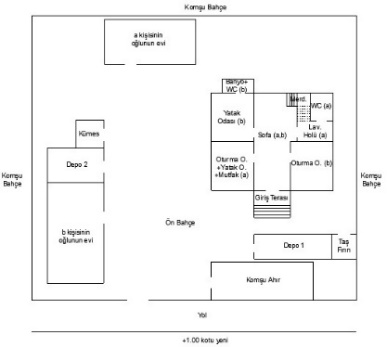 Komşu Bahçe
a kişisinin
oğlunun evi
Banyo+
WC (b)
Merd.
WC (a)
Yatak
Odası (b)
Sofa (a,b)
Lav.
Holü (a)
Kümes
Depo 2
Oturma O.
+Yatak O.
+Mutfak (a)
Oturma O. (b)
Komşu
Bahçe
Komşu
Bahçe
Giriş Terası
Ön Bahçe
b kişisinin
oğlunun evi
Depo 1
Taş
Fırın
Komşu Ahır
Yol
+1.00 kotu yeni